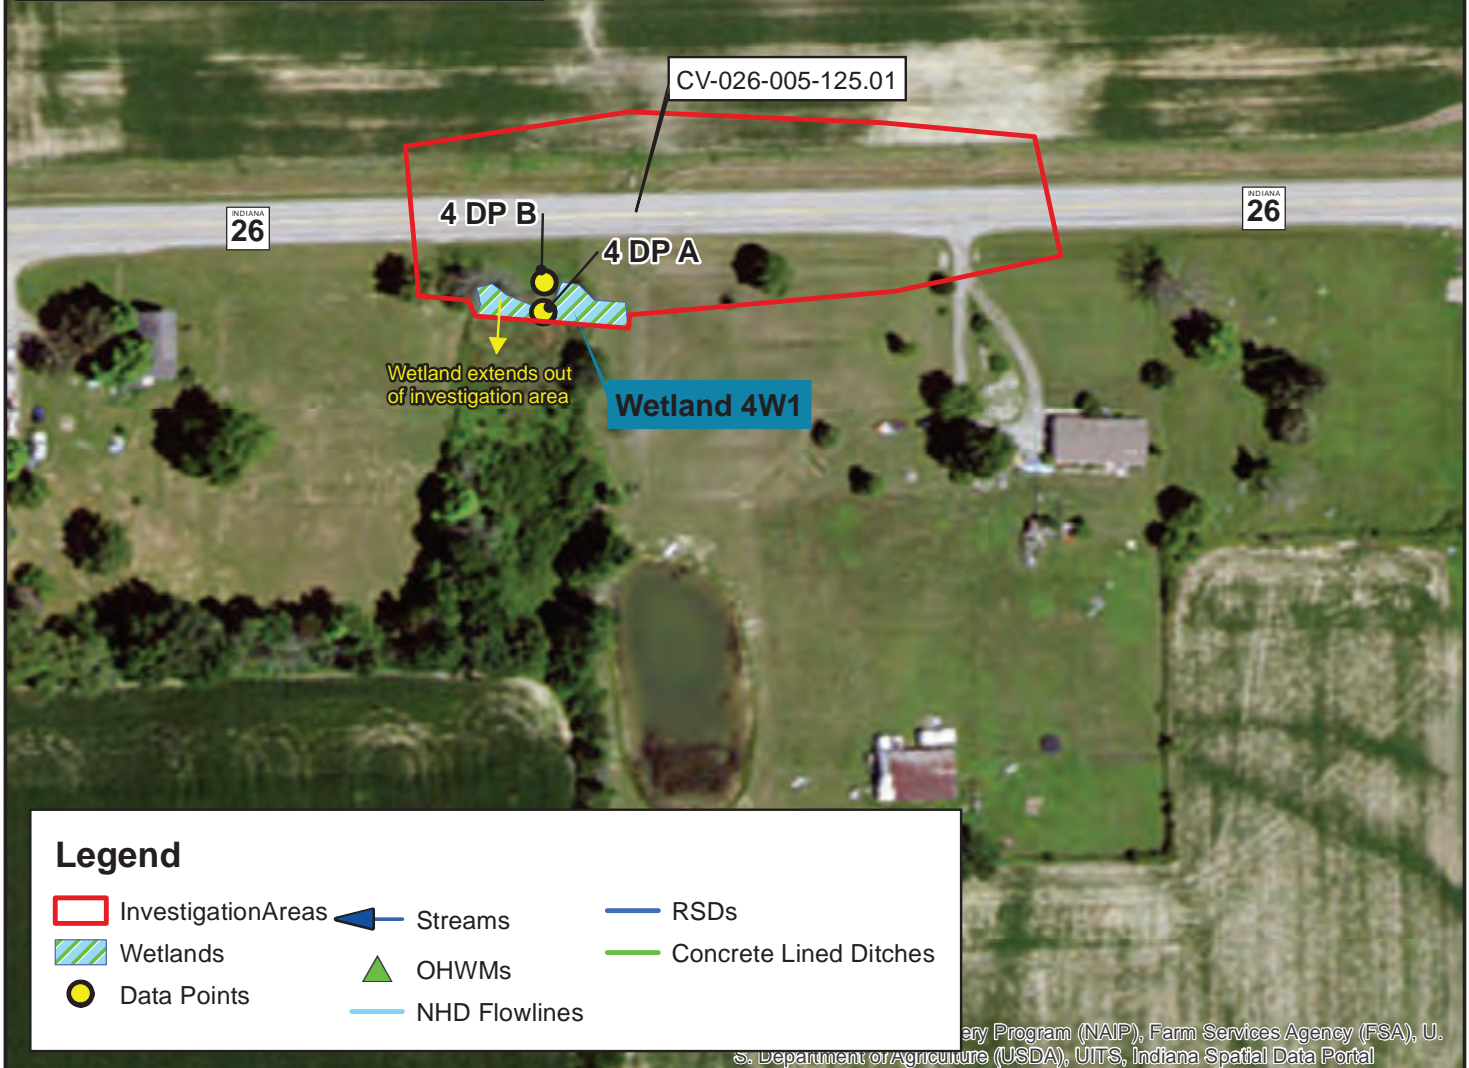 CV-026-005-125.01
INDIANA
26
INDIANA
26
4 DP B
4 DP A
Wetland extends out
of investigation area
Wetland 4W1
Legend
InvestigationAreas
Wetlands
Data Points
Streams
OHWMs
NHD Flowlines
RSDs
Concrete Lined Ditches
ery Program (NAIP), Farm Services Agency (FSA), U.
S. Department of Agriculture (USDA), UITS, Indiana Spatial Data Portal